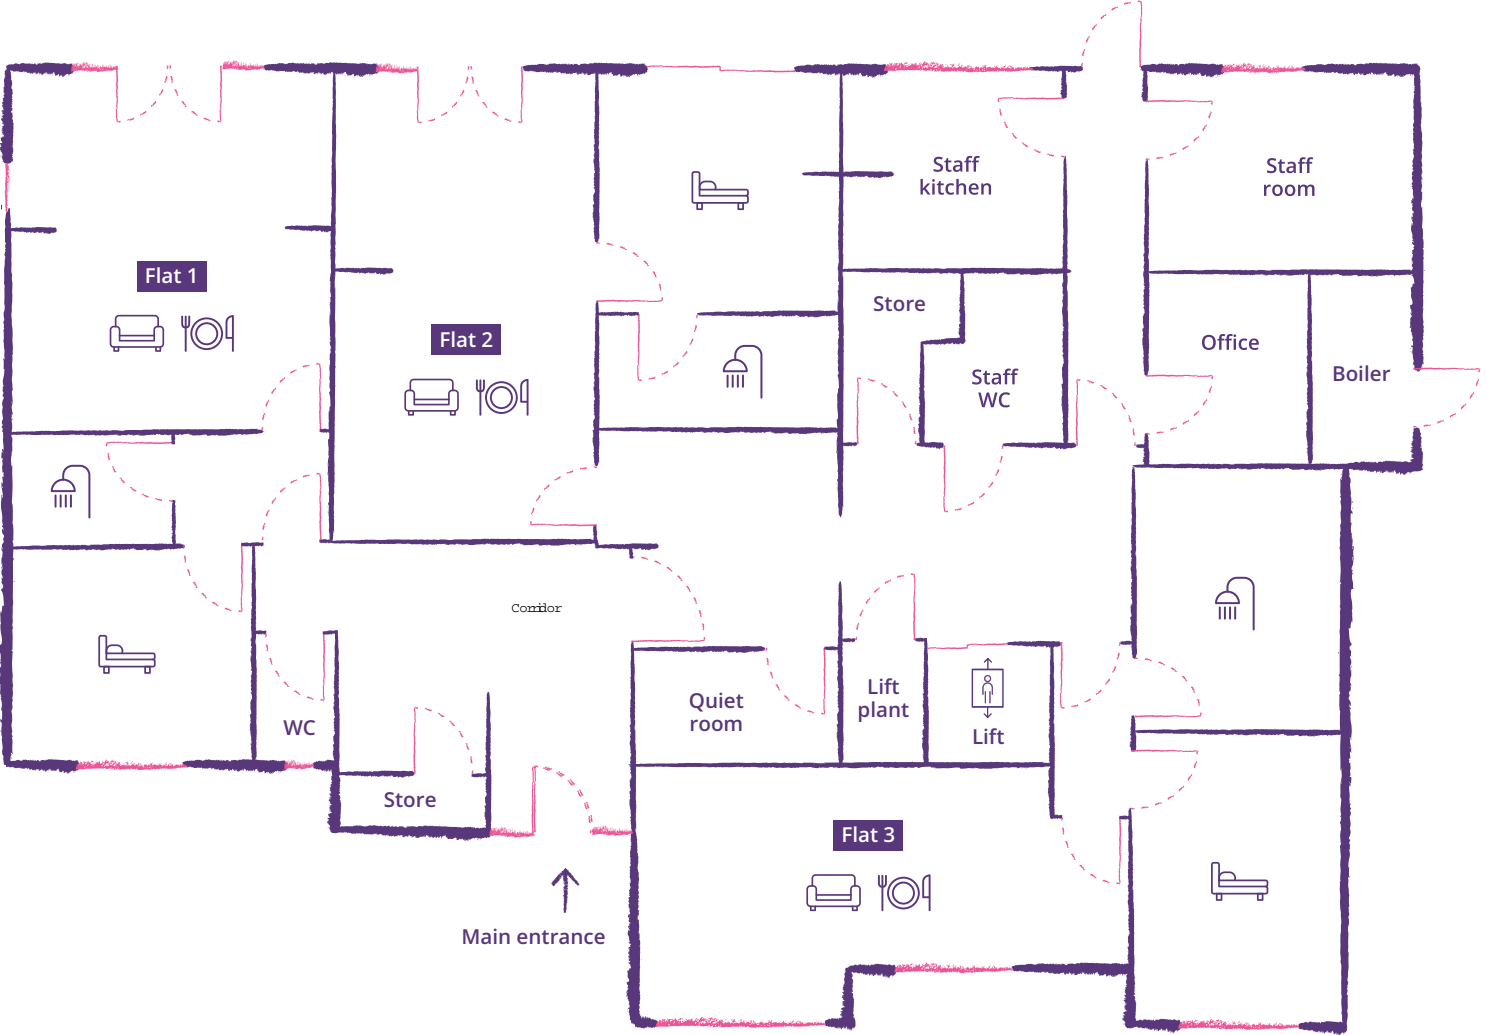 Staff
kitchen
Staff
room
Flat 1
Store
Flat 2
Office
Staff
WC
Boiler
Corridor
Quiet
room
Lift
plant
WC
Lift
Store
Flat 3
Main entrance